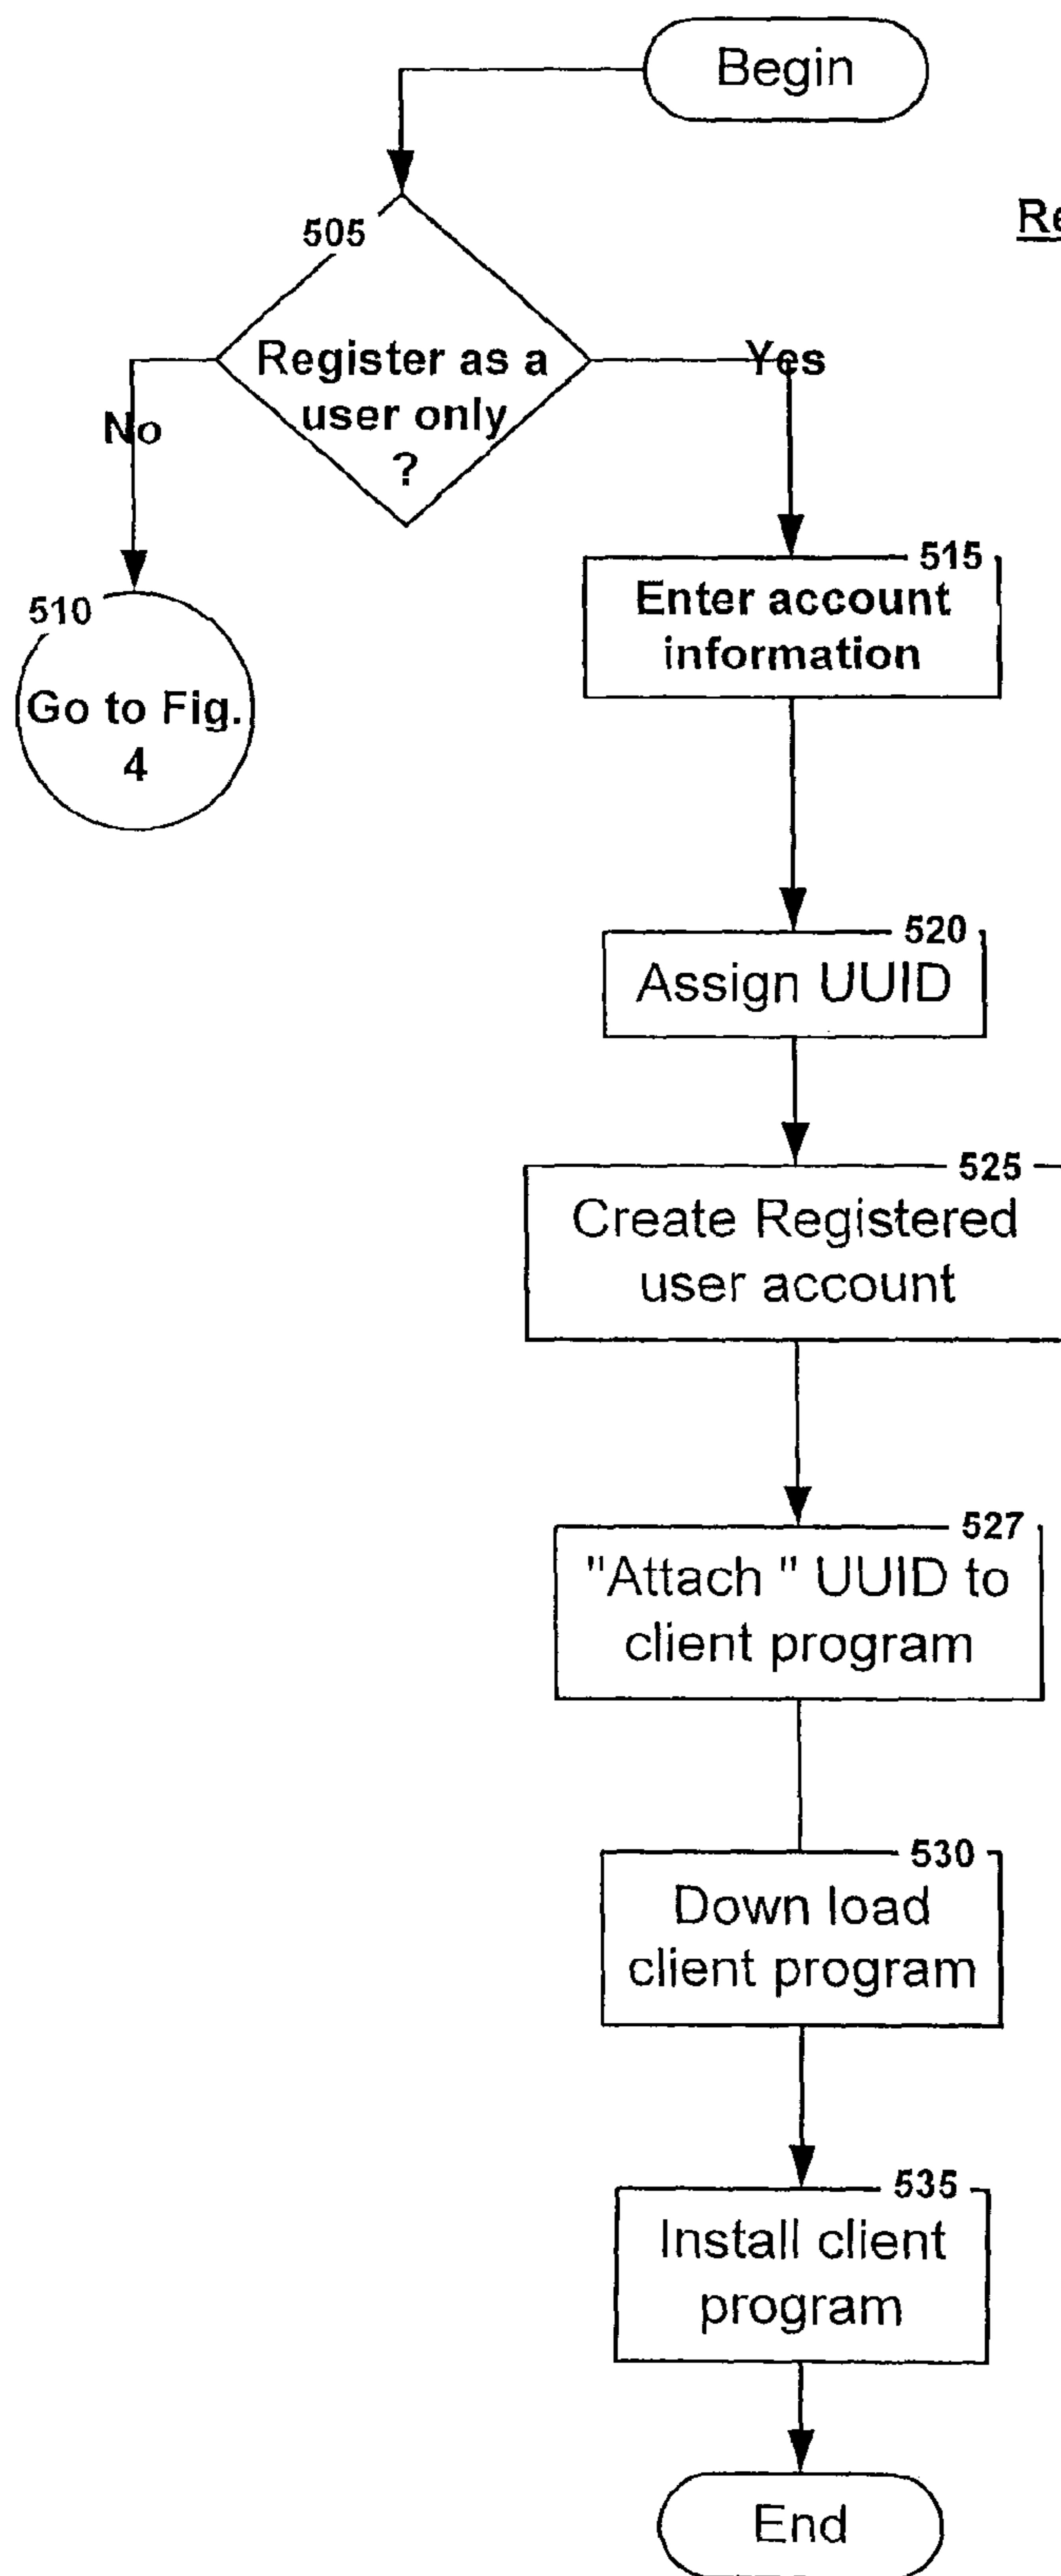 Begin
505
Register as a
user only
?
Yes
No
510
Go to Fig.
4
515
Enter account
information
520
Assign UUID
525
Create Registered
user account
527
"Attach " UUID to
client program
530
Down load
client program
535
Install client
program
End